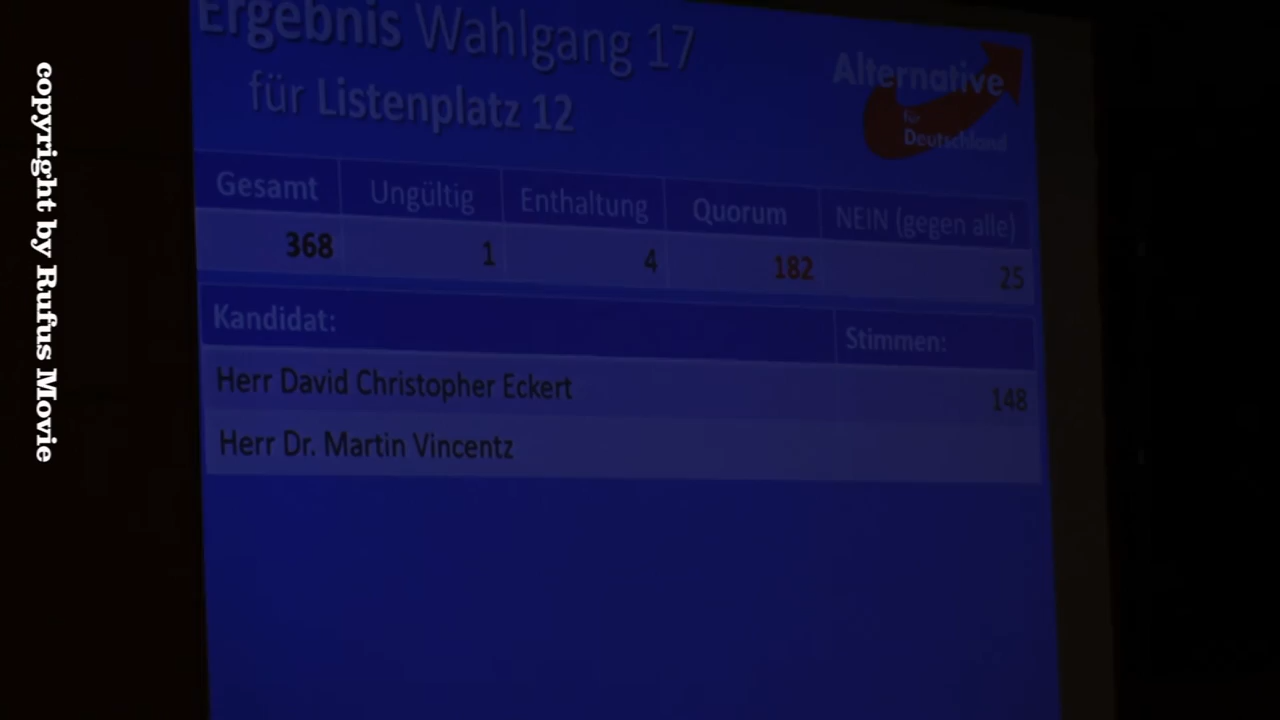 Ergebnis Wahlgang 17
für Listenplatz 12
Alternative
für
Deutschland
Gesamt Ungültig Enthaltung Quorum NEIN (gegen alle)
368 1 4 182 25
Kandidat: Stimmen:
Herr David Christopher Eckert 148
Herr Dr. Martin Vincentz
copyright by Rufus Movie